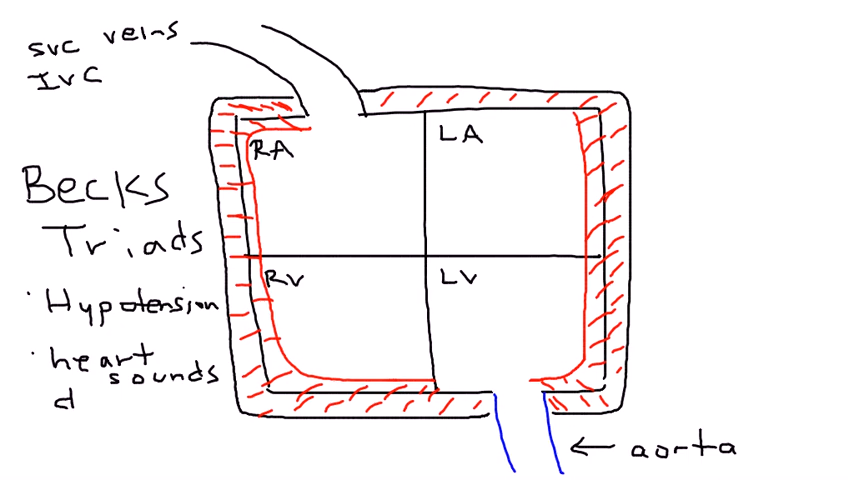 svc veins
IVC
RA
LA
Becks
Triads
RV
LV
· Hypotension
· heart
sounds
d
← aorta